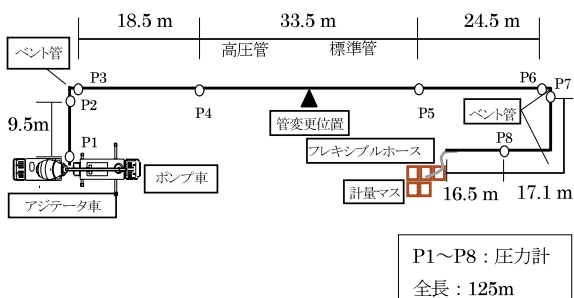 18.5 m
33.5 m
24.5 m
高圧管
標準管
ベント管
P3
P2
P4
P5
P6
P7
管変更位置
ベント管
9.5m
P1
フレキシブルホース
P8
ポンプ車
計量マス
16.5 m
17.1 m
アジテータ車
P1～P8：圧力計
全長：125m